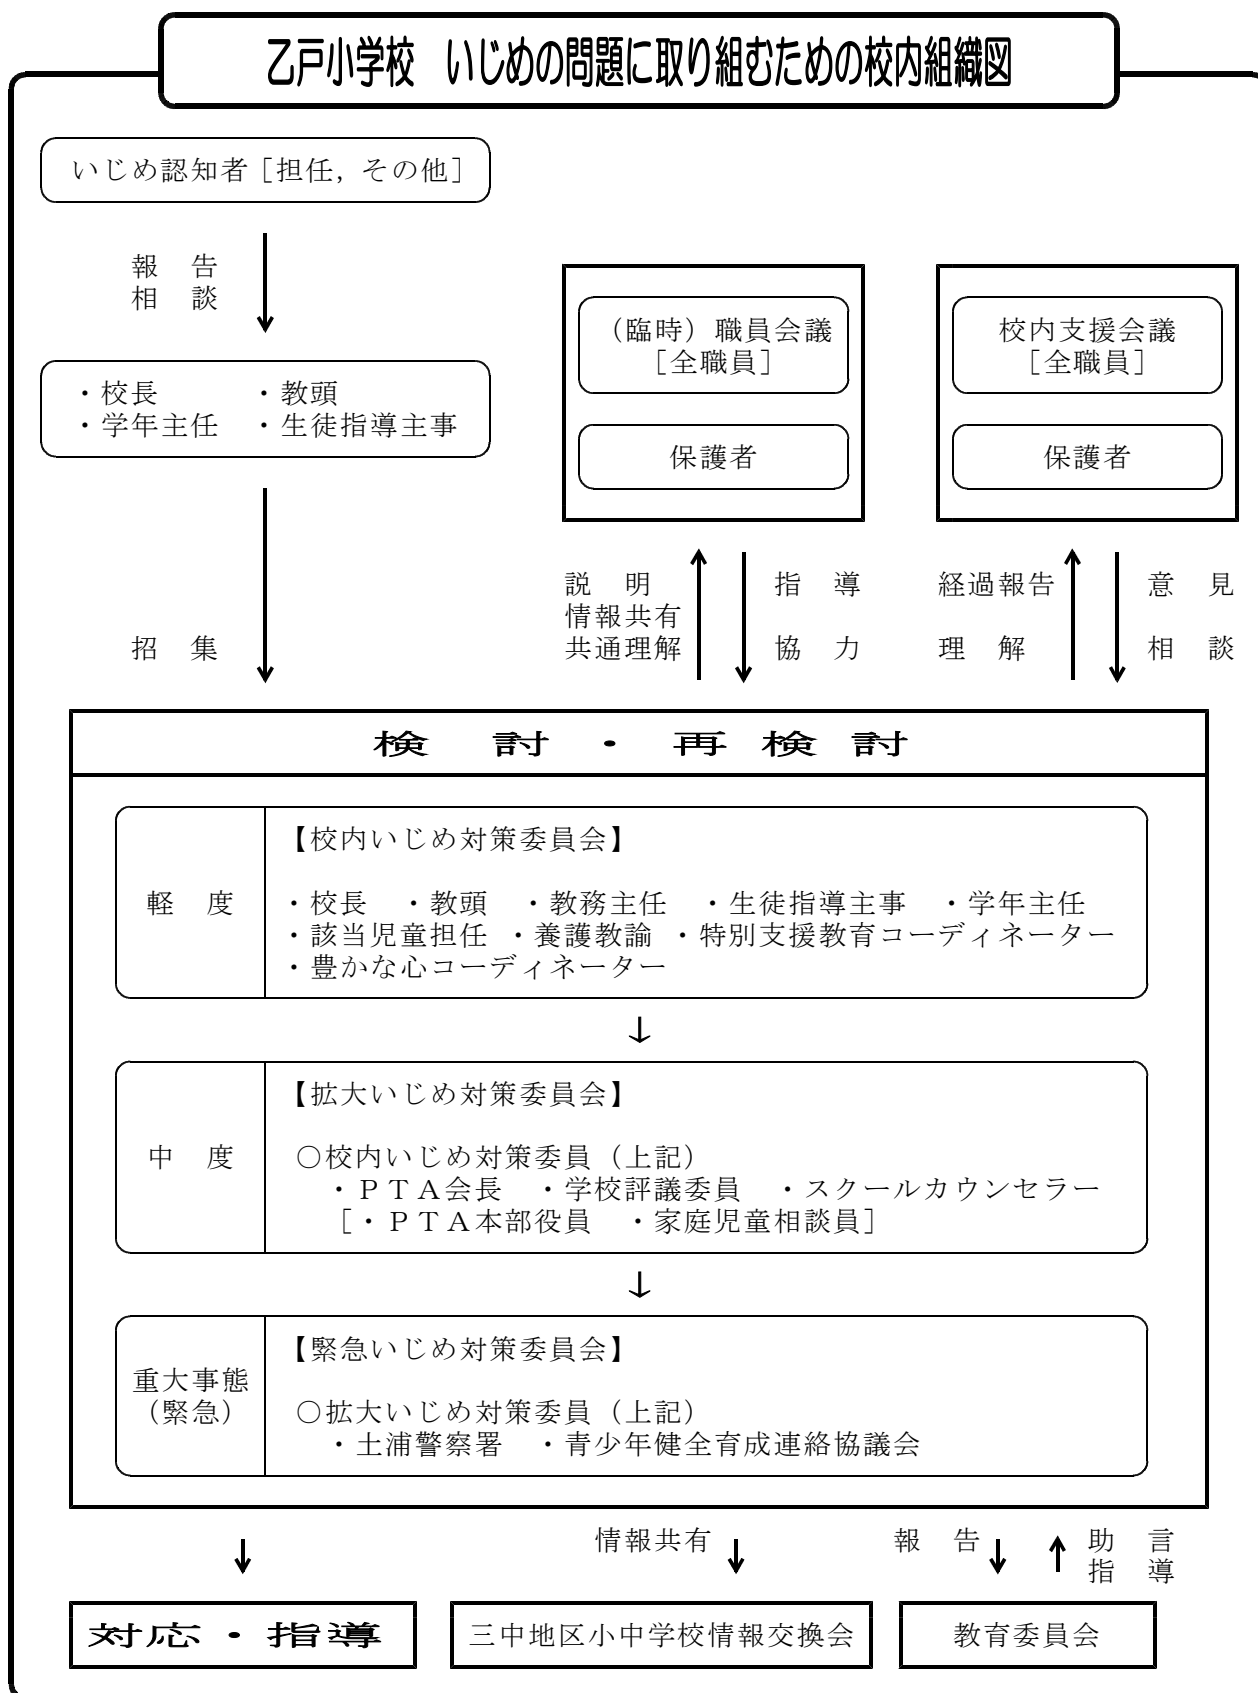 乙戸小学校　いじめの問題に取り組むための校内組織図
いじめ認知者［担任，その他］
報　告
相　談
・校長　　　・教頭
・学年主任　・生徒指導主事
招　集
（臨時）職員会議
［全職員］
保護者
校内支援会議
［全職員］
保護者
説　明
情報共有
共通理解
指　導
協　力
経過報告
理　解
意　見
相　談
検　討・再検討
軽　度
【校内いじめ対策委員会】
・校長　・教頭　・教務主任　・生徒指導主事　・学年主任
・該当児童担任　・養護教諭　・特別支援教育コーディネーター
・豊かな心コーディネーター
↓
中　度
【拡大いじめ対策委員会】
○校内いじめ対策委員（上記）
・ＰＴＡ会長　・学校評議委員　・スクールカウンセラー
［・ＰＴＡ本部役員　・家庭児童相談員］
↓
重大事態
（緊急）
【緊急いじめ対策委員会】
○拡大いじめ対策委員（上記）
・土浦警察署　・青少年健全育成連絡協議会
情報共有
報　告
助　言
指　導
対応・指導
三中地区小中学校情報交換会
教育委員会